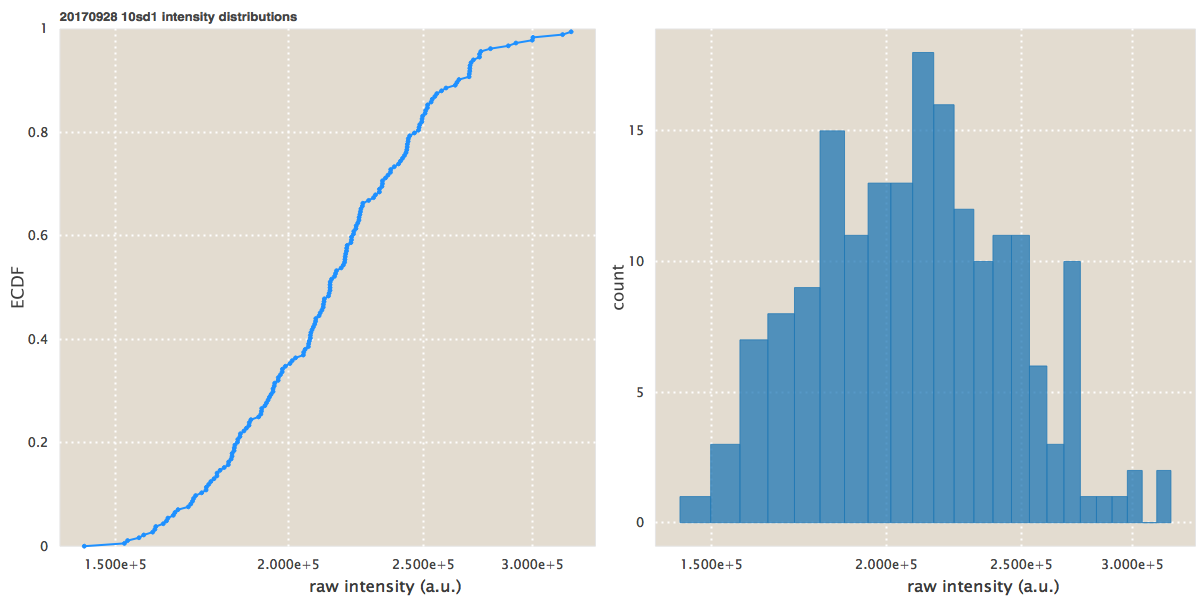 20170928 10sd1 intensity distributions
ECDF
1
0.8
0.6
0.4
0.2
0
1.500e+5 2.000e+5 2.500e+5 3.000e+5
raw intensity (a.u.)
count
15
10
5
0
1.500e+5 2.000e+5 2.500e+5 3.000e+5
raw intensity (a.u.)